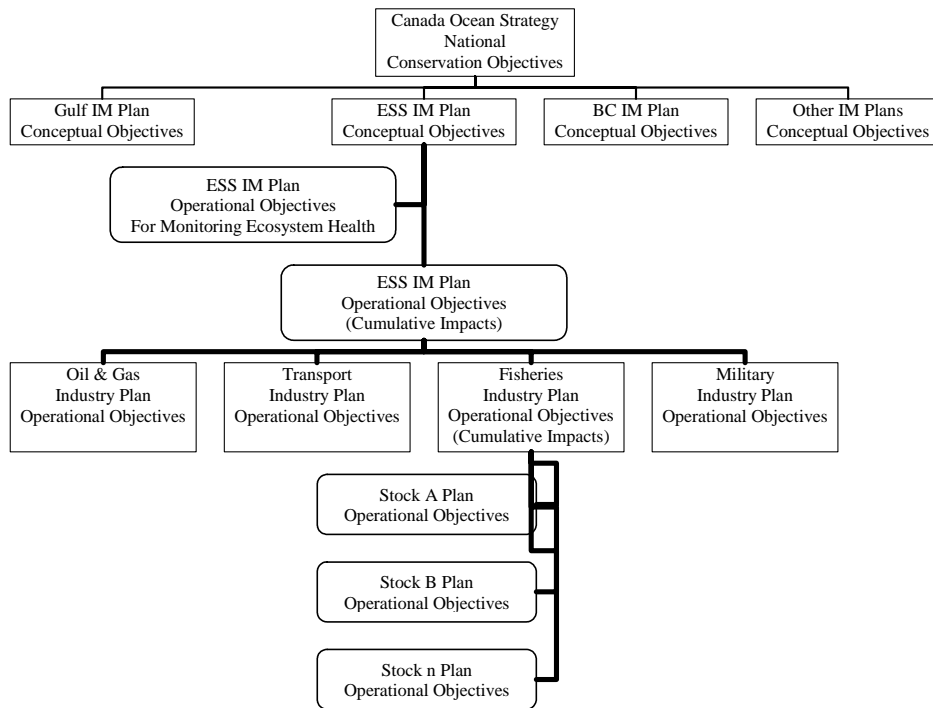 Canada Ocean Strategy
National
Conservation Objectives
Gulf IM Plan
Conceptual Objectives
ESS IM Plan
Conceptual Objectives
BC IM Plan
Conceptual Objectives
Other IM Plans
Conceptual Objectives
ESS IM Plan
Operational Objectives
For Monitoring Ecosystem Health
ESS IM Plan
Operational Objectives
(Cumulative Impacts)
Oil & Gas
Industry Plan
Operational Objectives
Transport
Industry Plan
Operational Objectives
Fisheries
Industry Plan
Operational Objectives
(Cumulative Impacts)
Military
Industry Plan
Operational Objectives
Stock A Plan
Operational Objectives
Stock B Plan
Operational Objectives
Stock n Plan
Operational Objectives